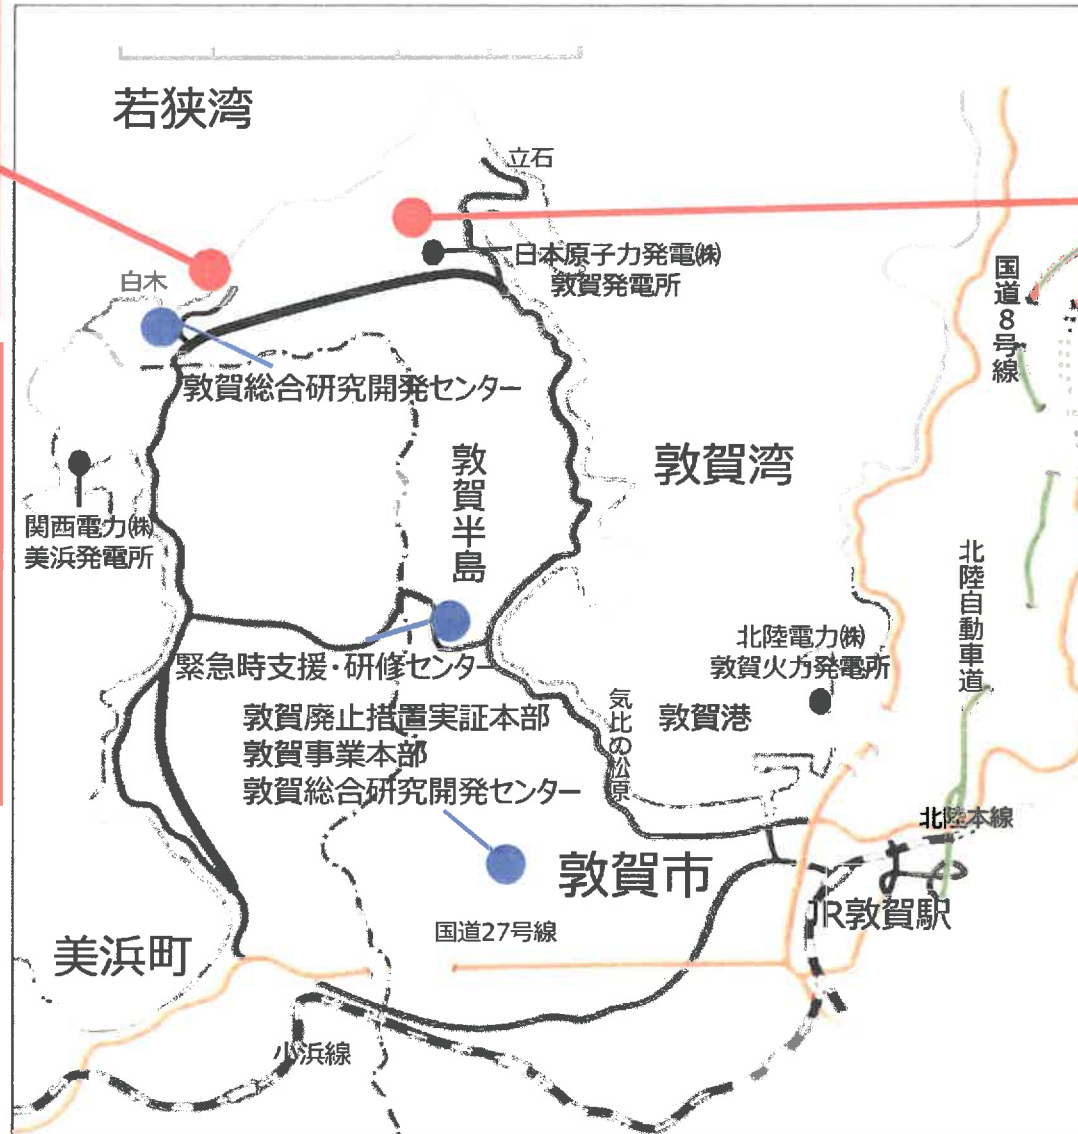 若狭湾
立石
日本原子力発電㈱
敦賀発電所
白木
国道8号線
敦賀総合研究開発センター
敦賀湾
敦賀半島
関西電力㈱
美浜発電所
北陸自動車道
北陸電力㈱
敦賀火力発電所
緊急時支援・研修センター
気比の松原
敦賀港
敦賀廃止措置実証本部
敦賀事業本部
敦賀総合研究開発センター
北陸本線
敦賀市
JR敦賀駅
国道27号線
美浜町
小浜線